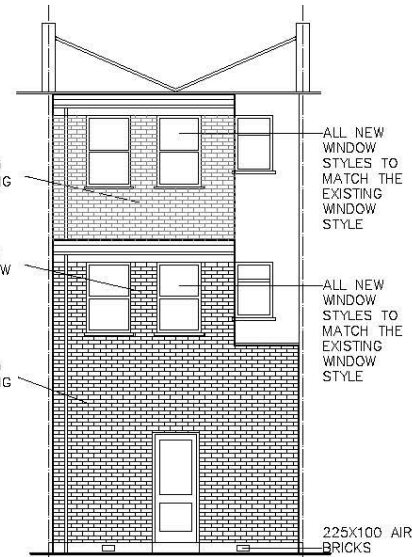 ALL NEW
WINDOW
STYLES TO
MATCH THE
EXISTING
WINDOW
STYLE
ALL NEW
WINDOW
STYLES TO
MATCH THE
EXISTING
WINDOW
STYLE
225X100 AIR
BRICKS